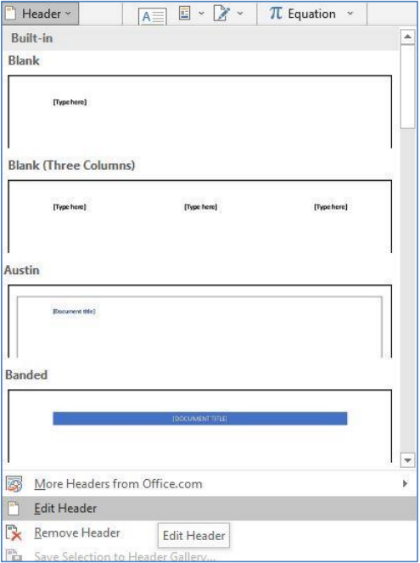 Header
A
π Equation
Built-in
Blank
[Type here]
Blank (Three Columns)
[Type here] [Type here] [Type here]
Austin
[Document title]
Banded
[DOCUMENT TITLE]
More Headers from Office.com
Edit Header
Remove Header
Edit Header
Save Selection to Header Gallery...